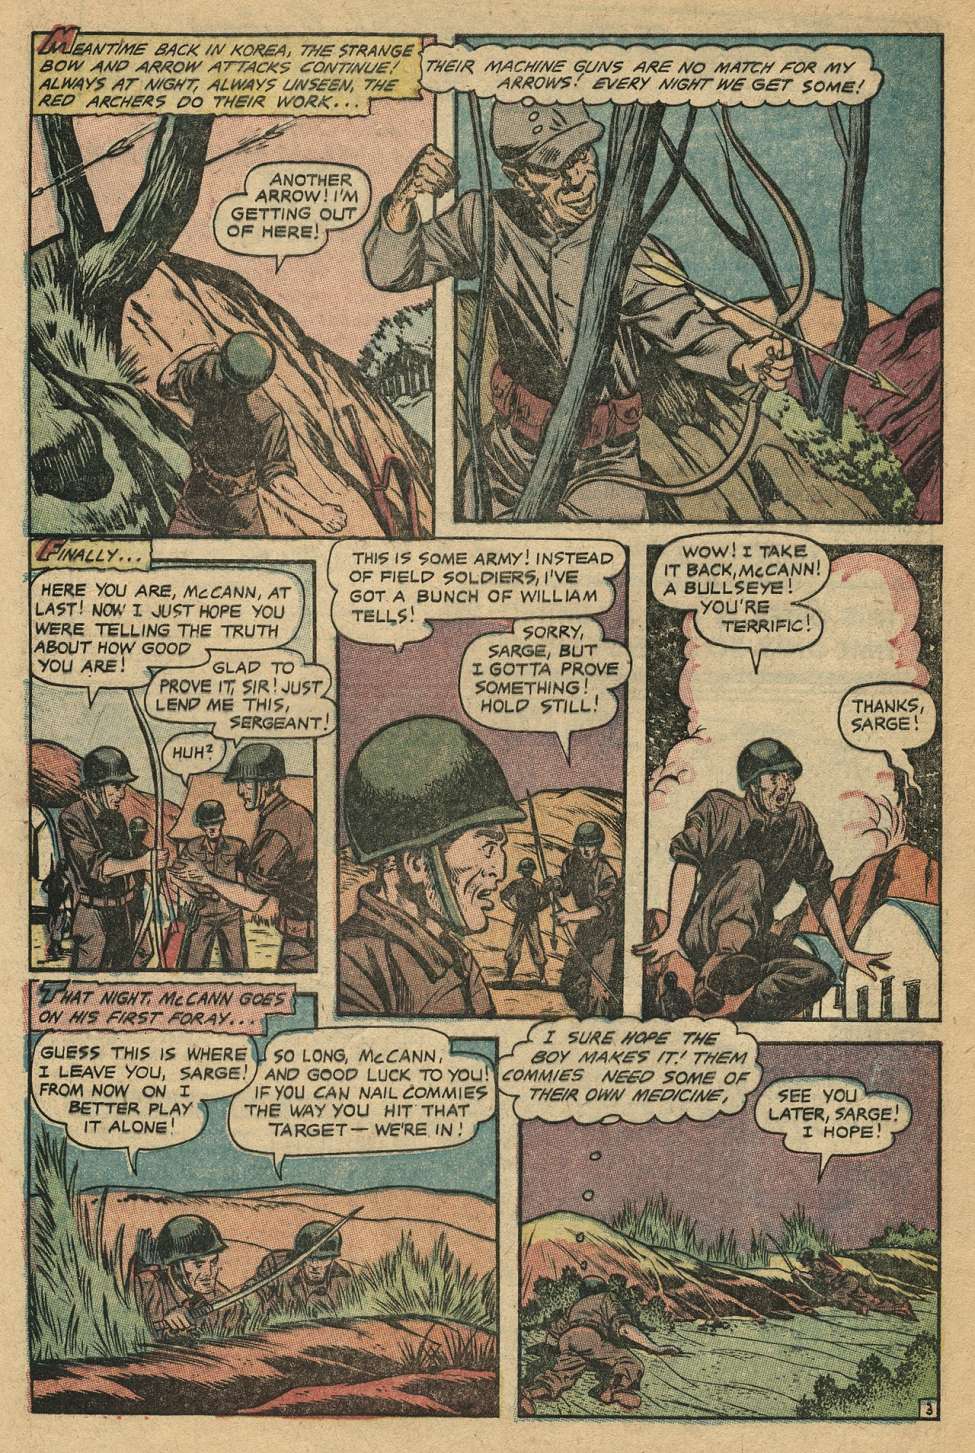 MEANTIME BACK IN KOREA, THE STRANGE
BOW AND ARROW ATTACKS CONTINUE!
ALWAYS AT NIGHT, ALWAYS UNSEEN, THE
RED ARCHERS DO THEIR WORK...
ANOTHER
ARROW! I'M
GETTING OUT
OF HERE!
THEIR MACHINE GUNS ARE NO MATCH FOR MY
ARROWS! EVERY NIGHT WE GET SOME!
FINALLY...
HERE YOU ARE, McCANN, AT
LAST! NOW I JUST HOPE YOU
WERE TELLING THE TRUTH
ABOUT HOW GOOD
YOU ARE!
GLAD TO
PROVE IT, SIR! JUST
LEND ME THIS,
SERGEANT!
HUH?
THIS IS SOME ARMY! INSTEAD
OF FIELD SOLDIERS, I'VE
GOT A BUNCH OF WILLIAM
TELLS!
SORRY,
SARGE, BUT
I GOTTA PROVE
SOMETHING!
HOLD STILL!
WOW! I TAKE
IT BACK, McCANN!
A BULLSEYE!
YOU'RE
TERRIFIC!
THANKS,
SARGE!
THAT NIGHT, McCANN GOES
ON HIS FIRST FORAY...
GUESS THIS IS WHERE
I LEAVE YOU, SARGE!
FROM NOW ON I
BETTER PLAY
IT ALONE!
SO LONG, McCANN,
AND GOOD LUCK TO YOU!
IF YOU CAN NAIL COMMIES
THE WAY YOU HIT THAT
TARGET — WE'RE IN!
I SURE HOPE THE
BOY MAKES IT! THEM
COMMIES NEED SOME OF
THEIR OWN MEDICINE,
SEE YOU
LATER, SARGE!
I HOPE!
3